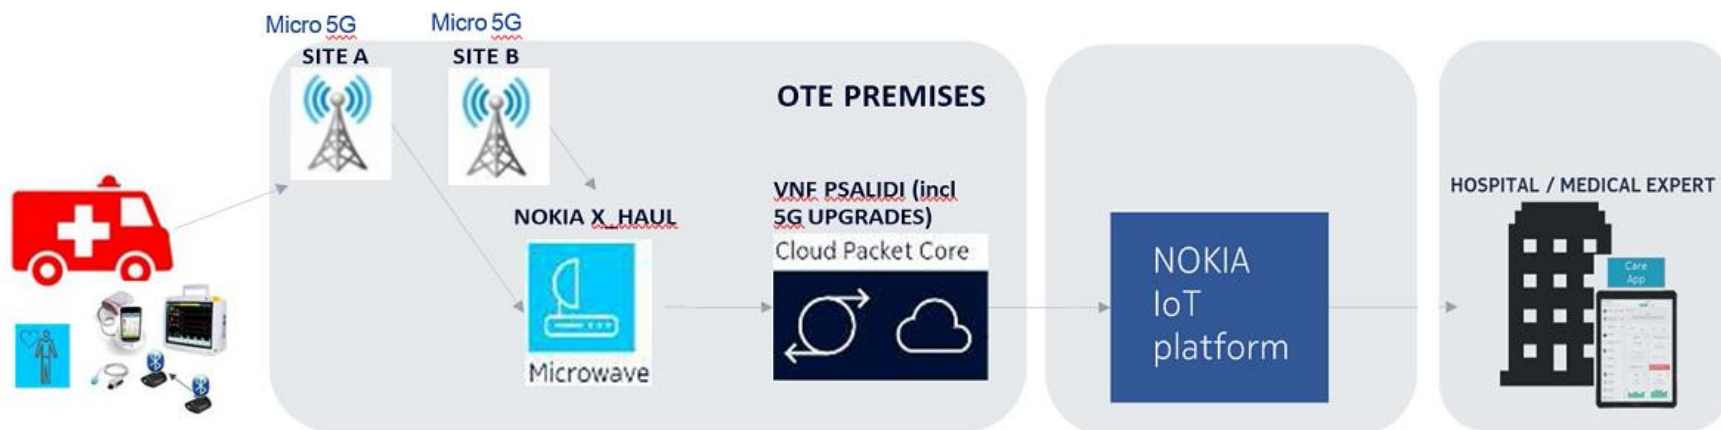 Micro 5G
SITE A
Micro 5G
SITE B
OTE PREMISES
NOKIA X_HAUL
Microwave
VNF PSALIDI (incl
5G UPGRADES)
Cloud Packet Core
NOKIA
IoT
platform
HOSPITAL / MEDICAL EXPERT
Care
App